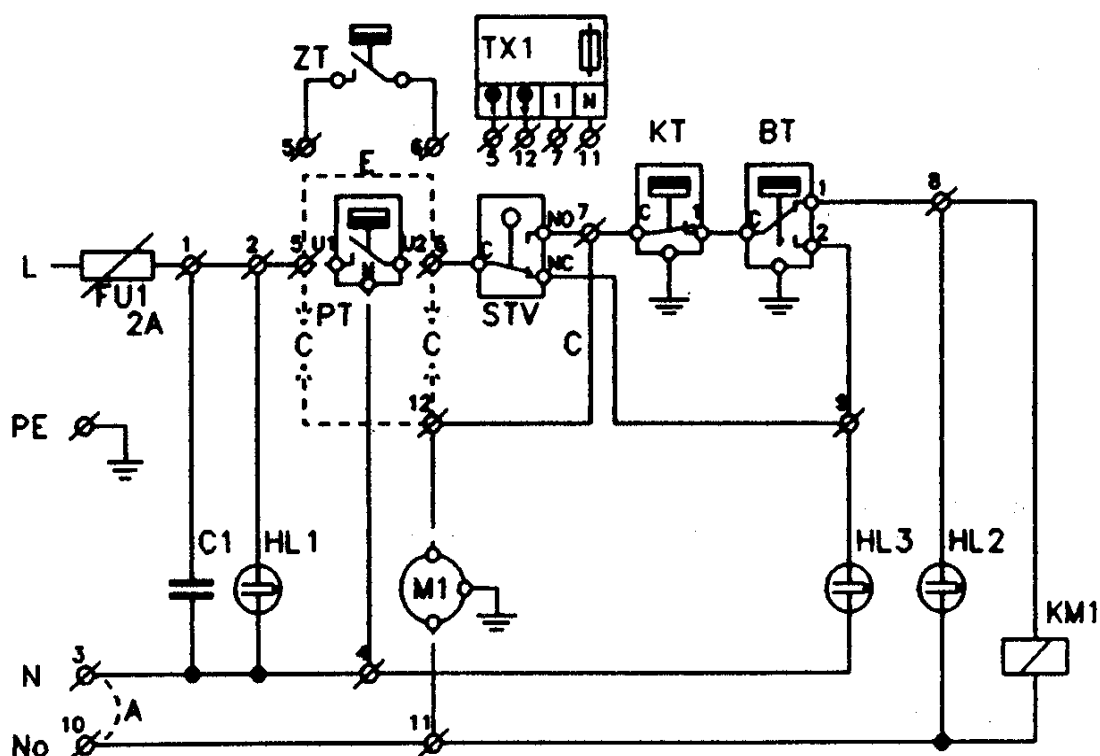 ZT
TX1
1 N
5 12 7 11
KT BT
5 6
E
C 1 C 1 2
8
L
FU1
2A
1 2 5 U1 N U2 6
PT
C NO NC
STV
7
C C C
12
9
PE
C1 HL1
M1
HL3 HL2
KM1
N 3
4
A
No 10
11